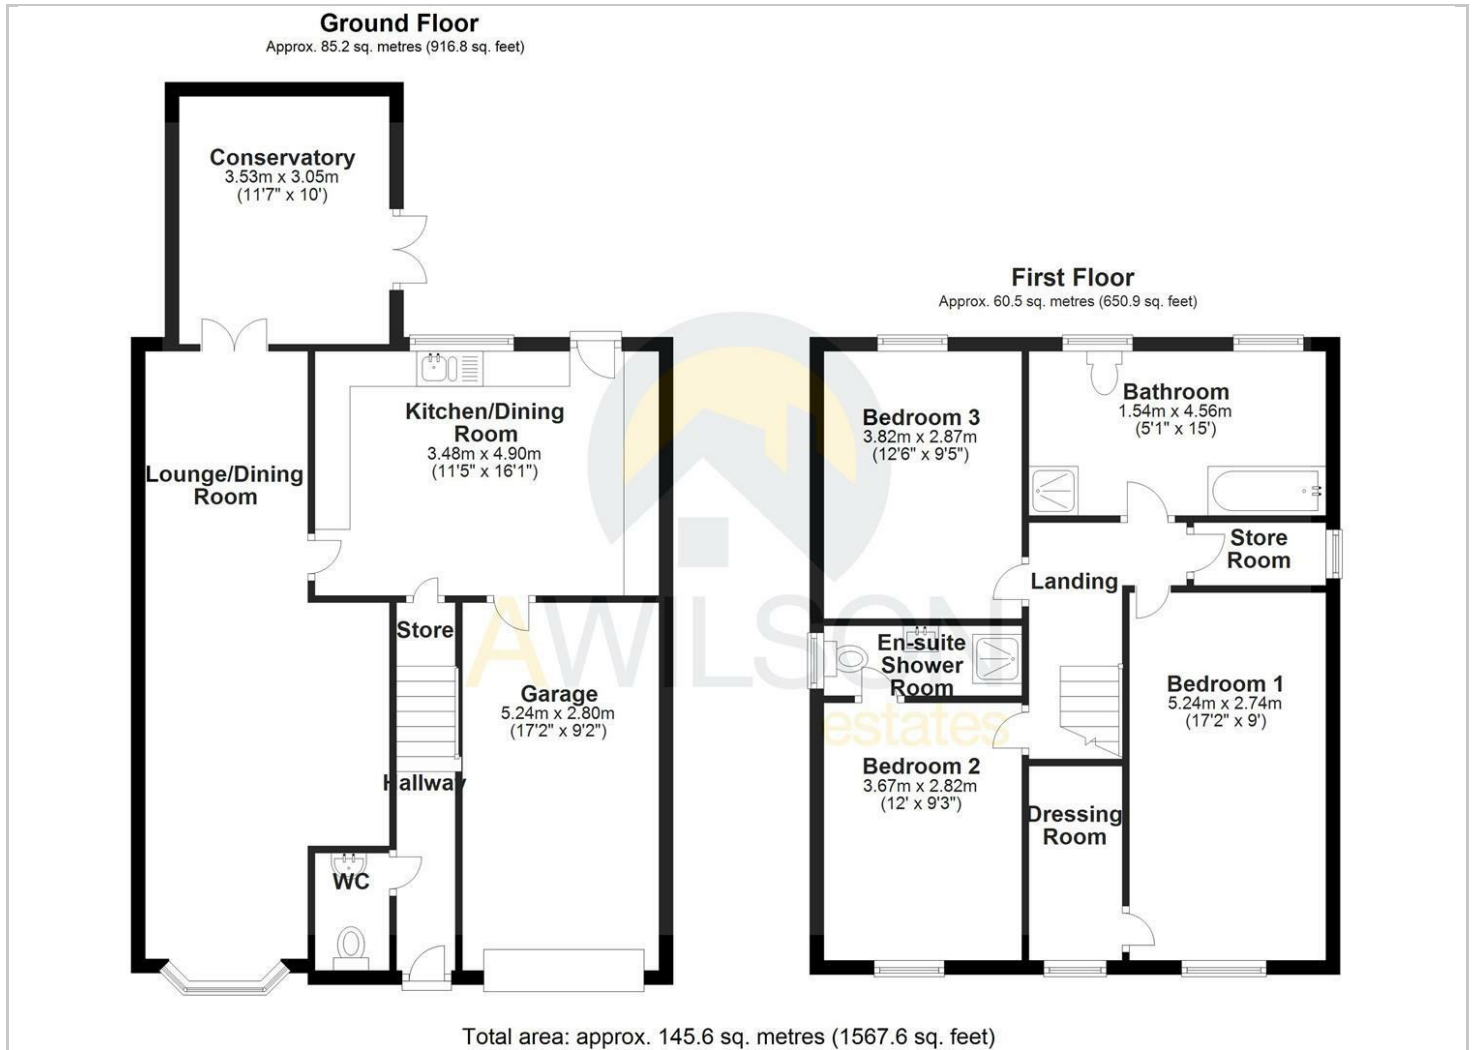 Ground Floor
Approx. 85.2 sq. metres (916.8 sq. feet)
Conservatory
3.53m x 3.05m
(11'7" x 10')
First Floor
Approx. 60.5 sq. metres (650.9 sq. feet)
Kitchen/Dining
Room
3.48m x 4.90m
(11'5" x 16'1")
Lounge/Dining
Room
Bedroom 3
3.82m x 2.87m
(12'6" x 9'5")
Bathroom
1.54m x 4.56m
(5'1" x 15')
Store
Room
Landing
Store
En-suite
Shower
Room
Garage
5.24m x 2.80m
(17'2" x 9'2")
Bedroom 1
5.24m x 2.74m
(17'2" x 9')
Hallway
Bedroom 2
3.67m x 2.82m
(12' x 9'3")
Dressing
Room
WC
AWILSON
estates
Total area: approx. 145.6 sq. metres (1567.6 sq. feet)